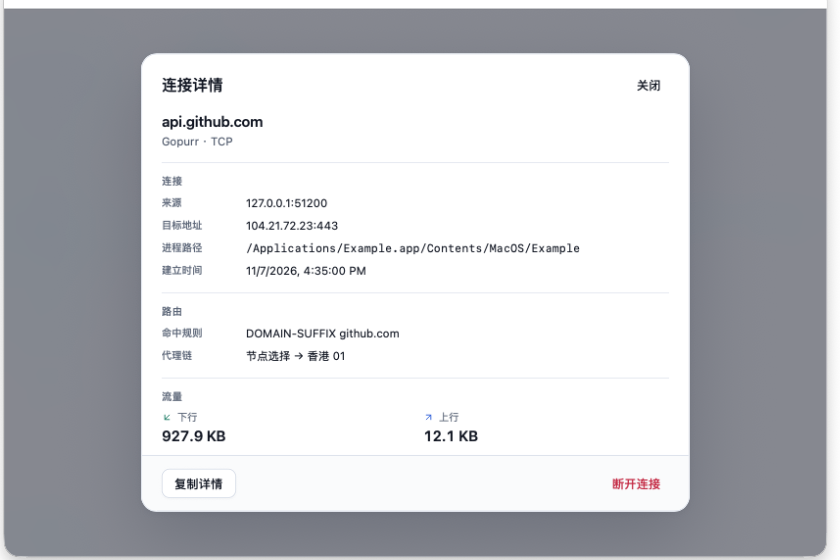 连接详情 关闭
api.github.com
Gopurr · TCP
连接
来源 127.0.0.1:51200
目标地址 104.21.72.23:443
进程路径 /Applications/Example.app/Contents/MacOS/Example
建立时间 11/7/2026, 4:35:00 PM
路由
命中规则 DOMAIN-SUFFIX github.com
代理链 节点选择 → 香港 01
流量
↙ 下行 ↗ 上行
927.9 KB 12.1 KB
复制详情 断开连接